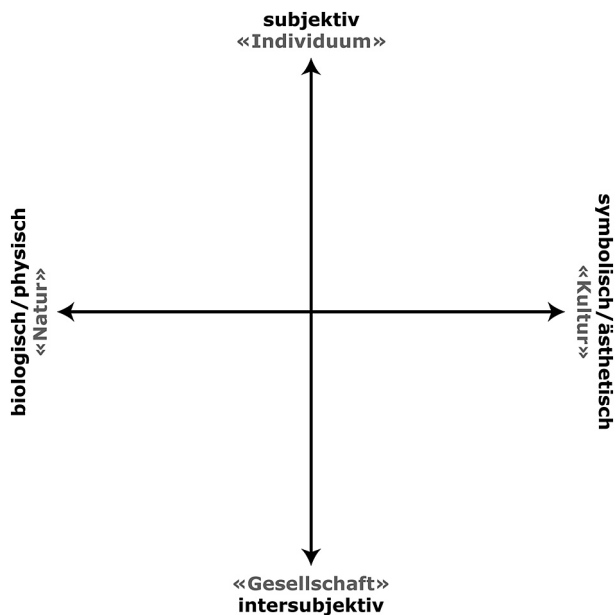 subjektiv
«Individuum»
biologisch/physisch
«Natur»
symbolisch/ästhetisch
«Kultur»
«Gesellschaft»
intersubjektiv